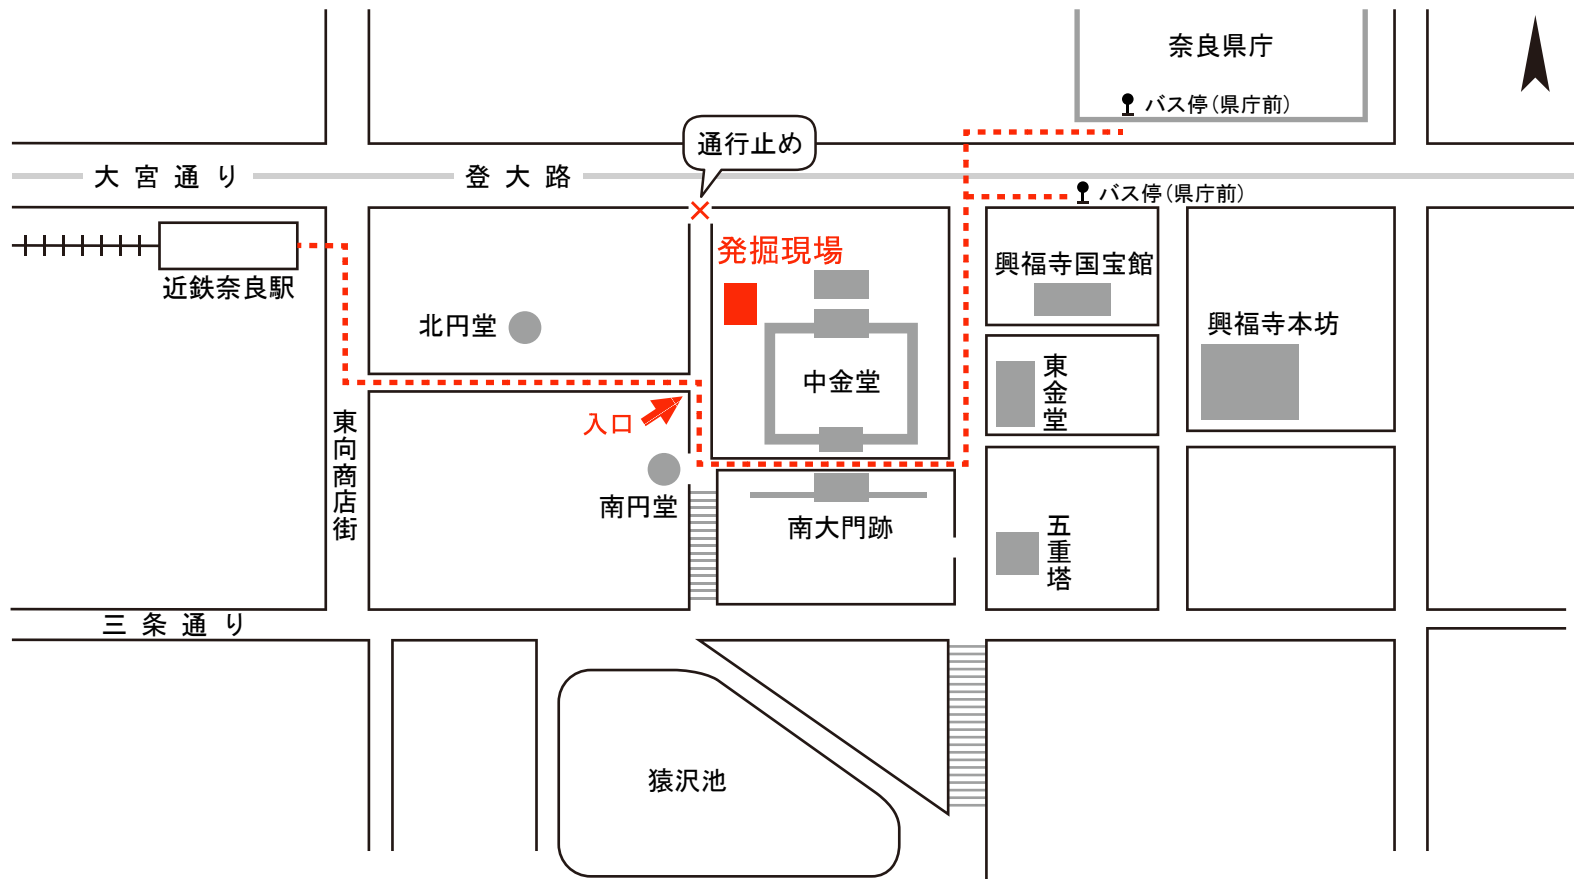 奈良県庁
バス停(県庁前)
通行止め
大宮通り
登大路
バス停(県庁前)
発掘現場
興福寺国宝館
近鉄奈良駅
北円堂
興福寺本坊
中金堂
東金堂
入口
東向商店街
南円堂
南大門跡
五重塔
三条通り
猿沢池